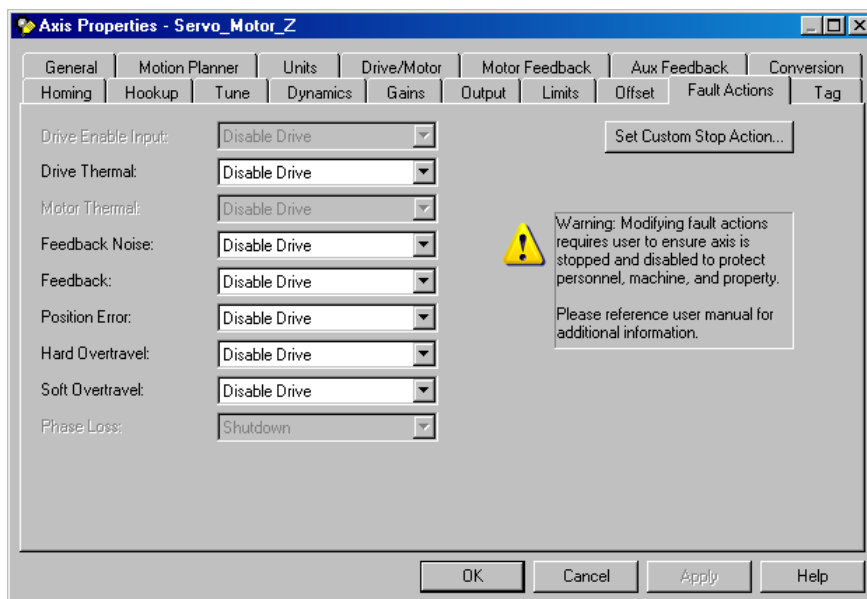 Axis Properties - Servo_Motor_Z
General Motion Planner Units Drive/Motor Motor Feedback Aux Feedback Conversion
Homing Hookup Tune Dynamics Gains Output Limits Offset Fault Actions Tag
Drive Enable Input: Disable Drive Set Custom Stop Action...
Drive Thermal: Disable Drive
Motor Thermal: Disable Drive
Feedback Noise: Disable Drive
Feedback: Disable Drive
Position Error: Disable Drive
Hard Overtravel: Disable Drive
Soft Overtravel: Disable Drive
Phase Loss: Shutdown
Warning: Modifying fault actions
requires user to ensure axis is
stopped and disabled to protect
personnel, machine, and property.
Please reference user manual for
additional information.
OK Cancel Apply Help